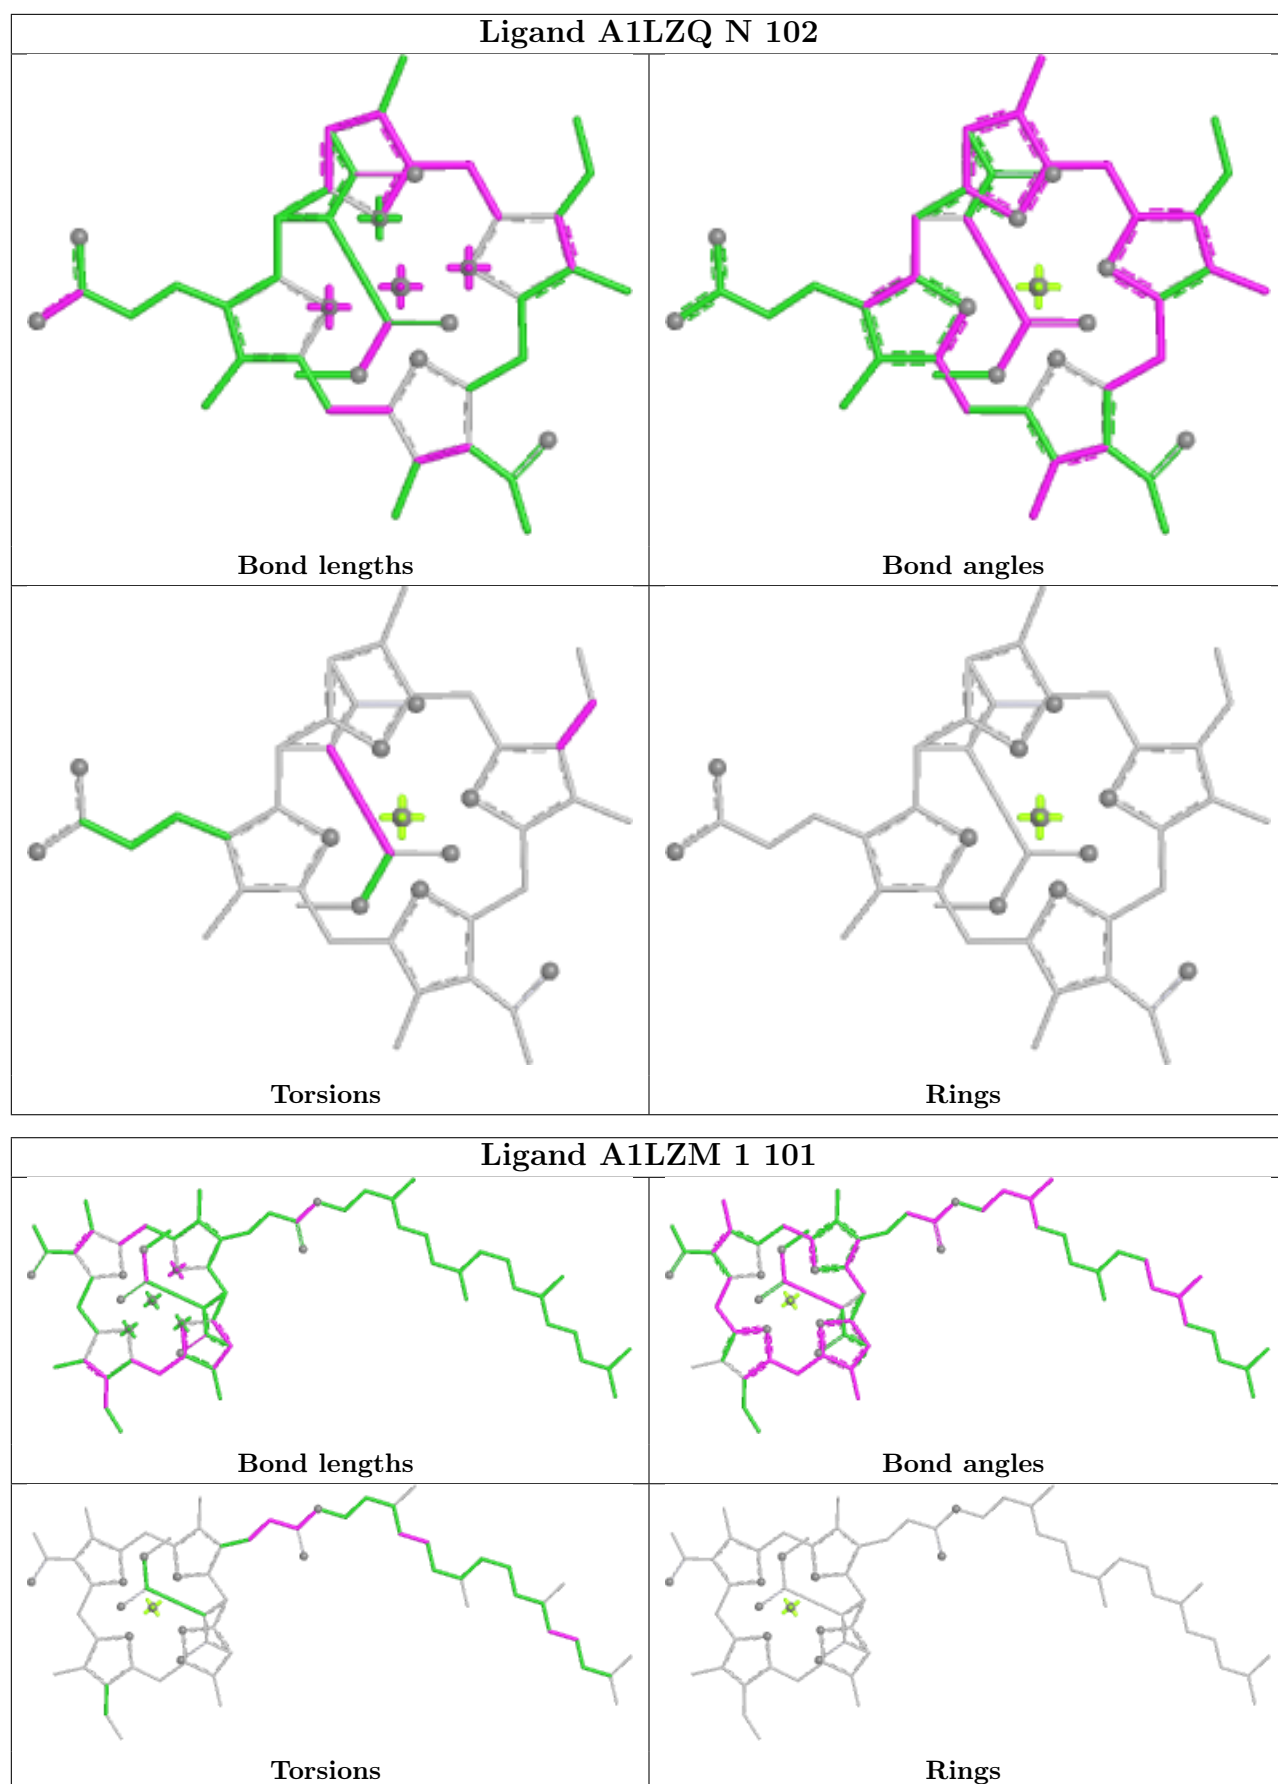 Ligand A1LZQ N 102
Bond lengths
Bond angles
Torsions
Rings
Ligand A1LZM 1 101
Bond lengths
Bond angles
Torsions
Rings